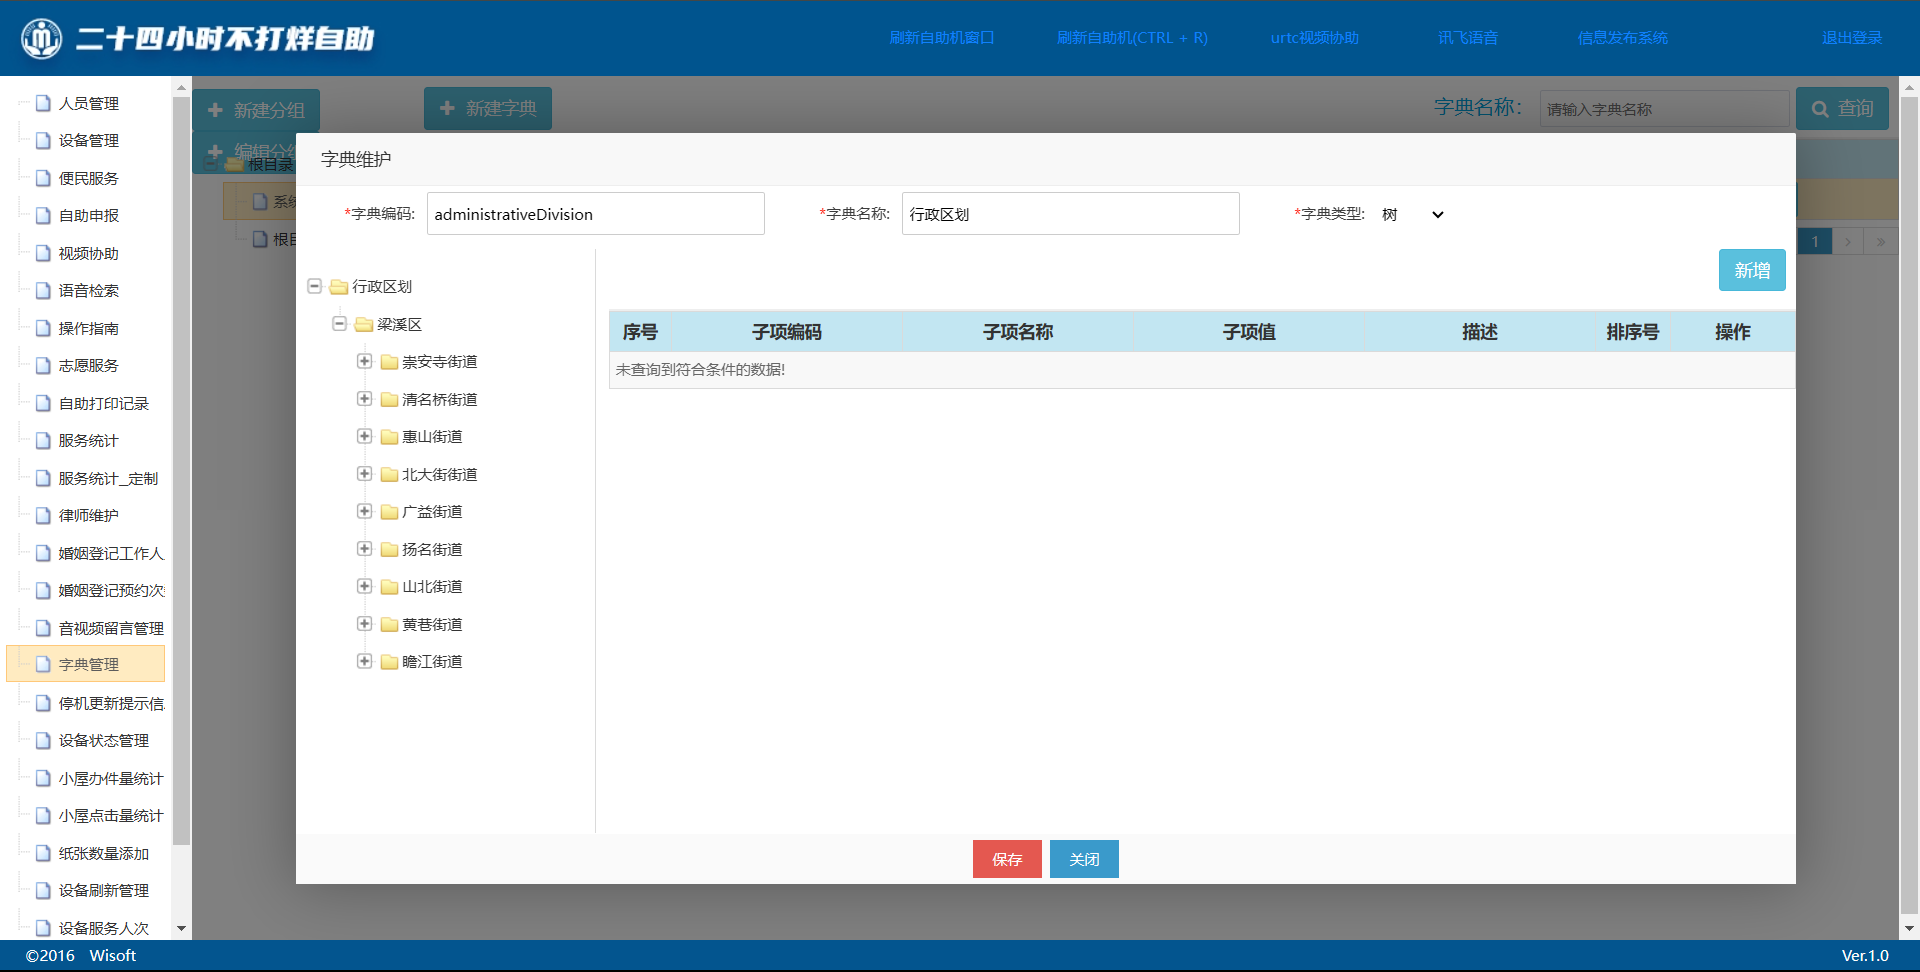 二十四小时不打烊自助
刷新自助机窗口
刷新自助机(CTRL + R)
urtc视频协助
讯飞语音
信息发布系统
退出登录
人员管理
设备管理
便民服务
自助申报
视频协助
语音检索
操作指南
志愿服务
自助打印记录
服务统计
服务统计_定制
律师维护
婚姻登记工作人
婚姻登记预约次
音视频留言管理
字典管理
停机更新提示信
设备状态管理
小屋办件量统计
小屋点击量统计
纸张数量添加
设备刷新管理
设备服务人次
新建分组
编辑分组
新建字典
字典名称：
请输入字典名称
查询
根目录
系统
根目
1
字典维护
*字典编码: administrativeDivision
*字典名称: 行政区划
*字典类型: 树
行政区划
梁溪区
崇安寺街道
清名桥街道
惠山街道
北大街街道
广益街道
扬名街道
山北街道
黄巷街道
瞻江街道
新增
序号 子项编码 子项名称 子项值 描述 排序号 操作
未查询到符合条件的数据!
保存
关闭
©2016 Wisoft
Ver.1.0